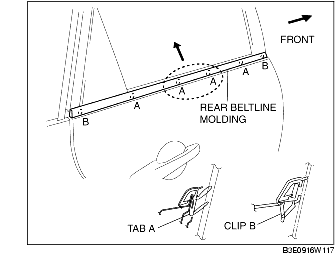 FRONT
B
A
A
A
A
B
REAR BELTLINE
MOLDING
TAB A
CLIP B
B3E0916W117